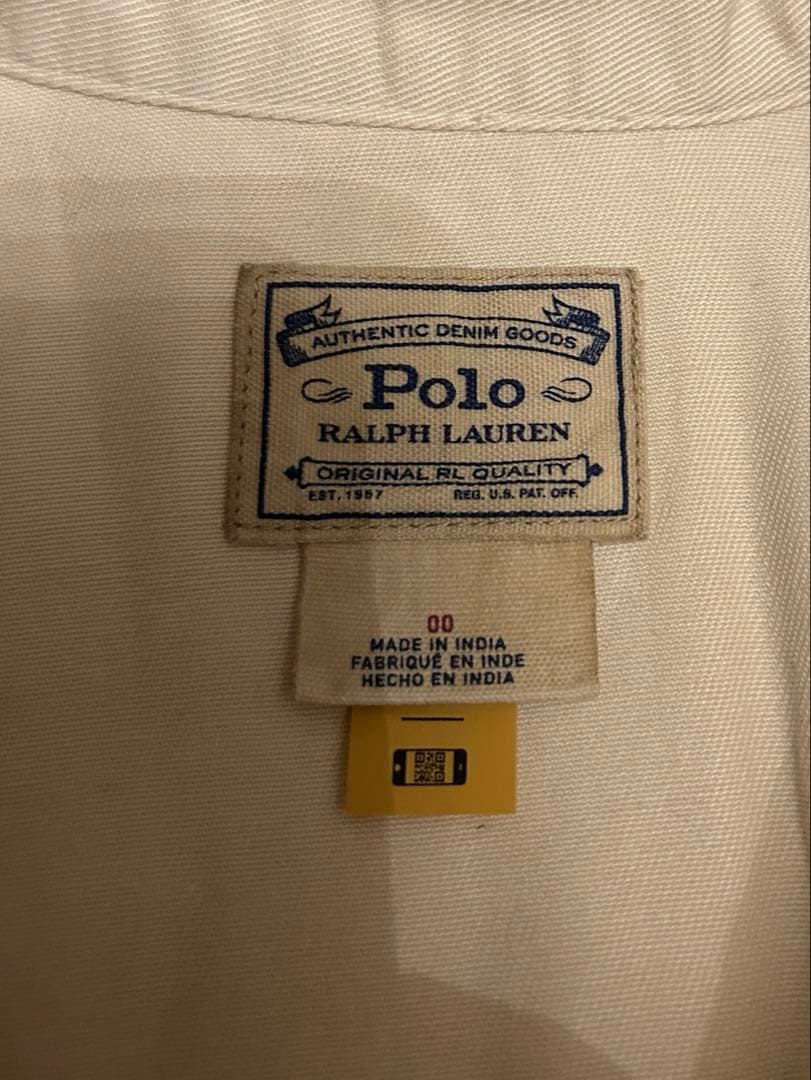 AUTHENTIC DENIM GOODS
Polo
RALPH LAUREN
ORIGINAL RL QUALITY
EST. 1967 REG. U.S. PAT. OFF.
00
MADE IN INDIA
FABRIQUÉ EN INDE
HECHO EN INDIA